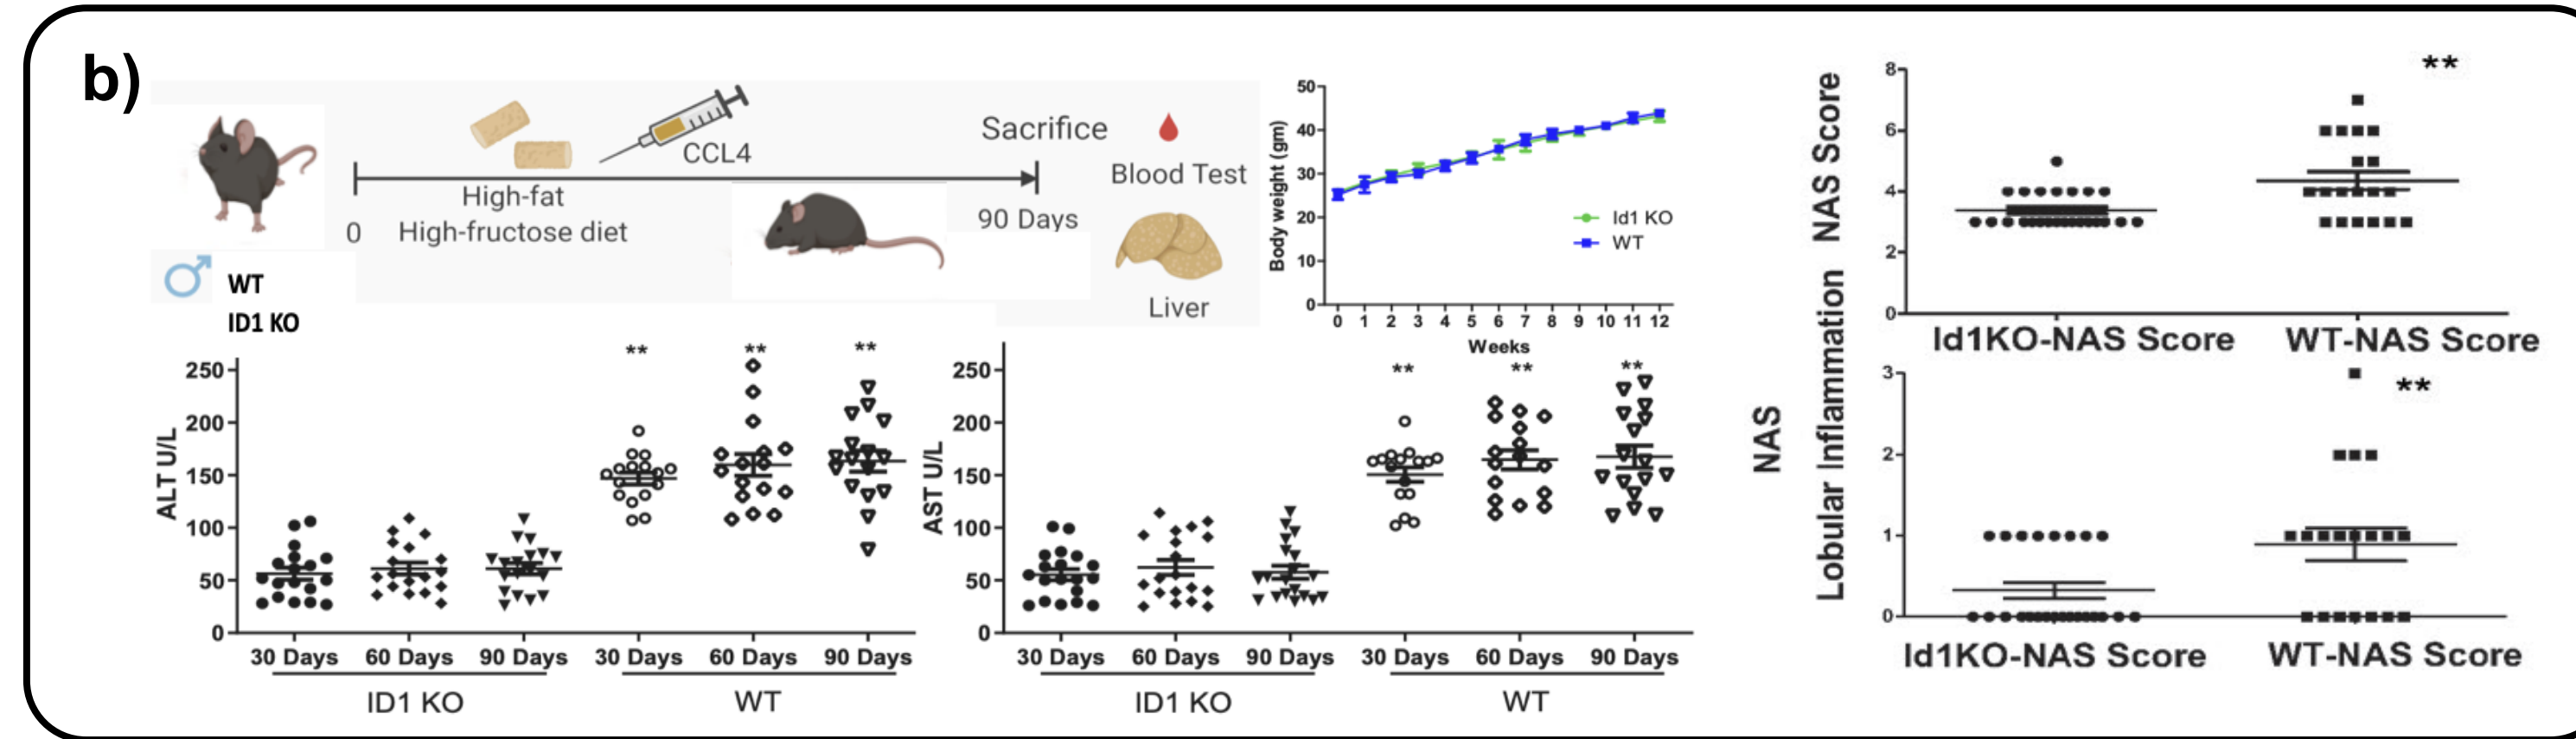 b)
CCL4
Sacrifice
Blood Test
High-fat
High-fructose diet
0
90 Days
Liver
WT
ID1 KO
Body weight (gm)
50
40
30
20
10
0
Id1 KO
WT
0 1 2 3 4 5 6 7 8 9 10 11 12
Weeks
NAS Score
8
6
4
2
0
**
Id1KO-NAS Score WT-NAS Score
ALT U/L
250
200
150
100
50
0
** ** **
30 Days 60 Days 90 Days 30 Days 60 Days 90 Days
ID1 KO WT
AST U/L
250
200
150
100
50
0
** ** **
30 Days 60 Days 90 Days 30 Days 60 Days 90 Days
ID1 KO WT
NAS
Lobular Inflammation
3
2
1
0
**
Id1KO-NAS Score WT-NAS Score